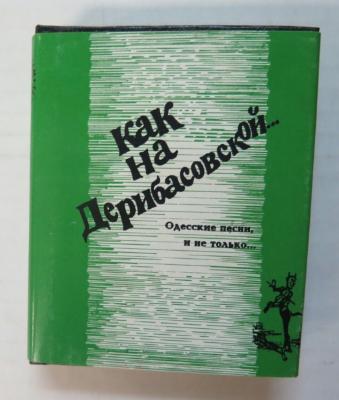 Как
на
Дерибасовской...
Одесские песни,
и не только...